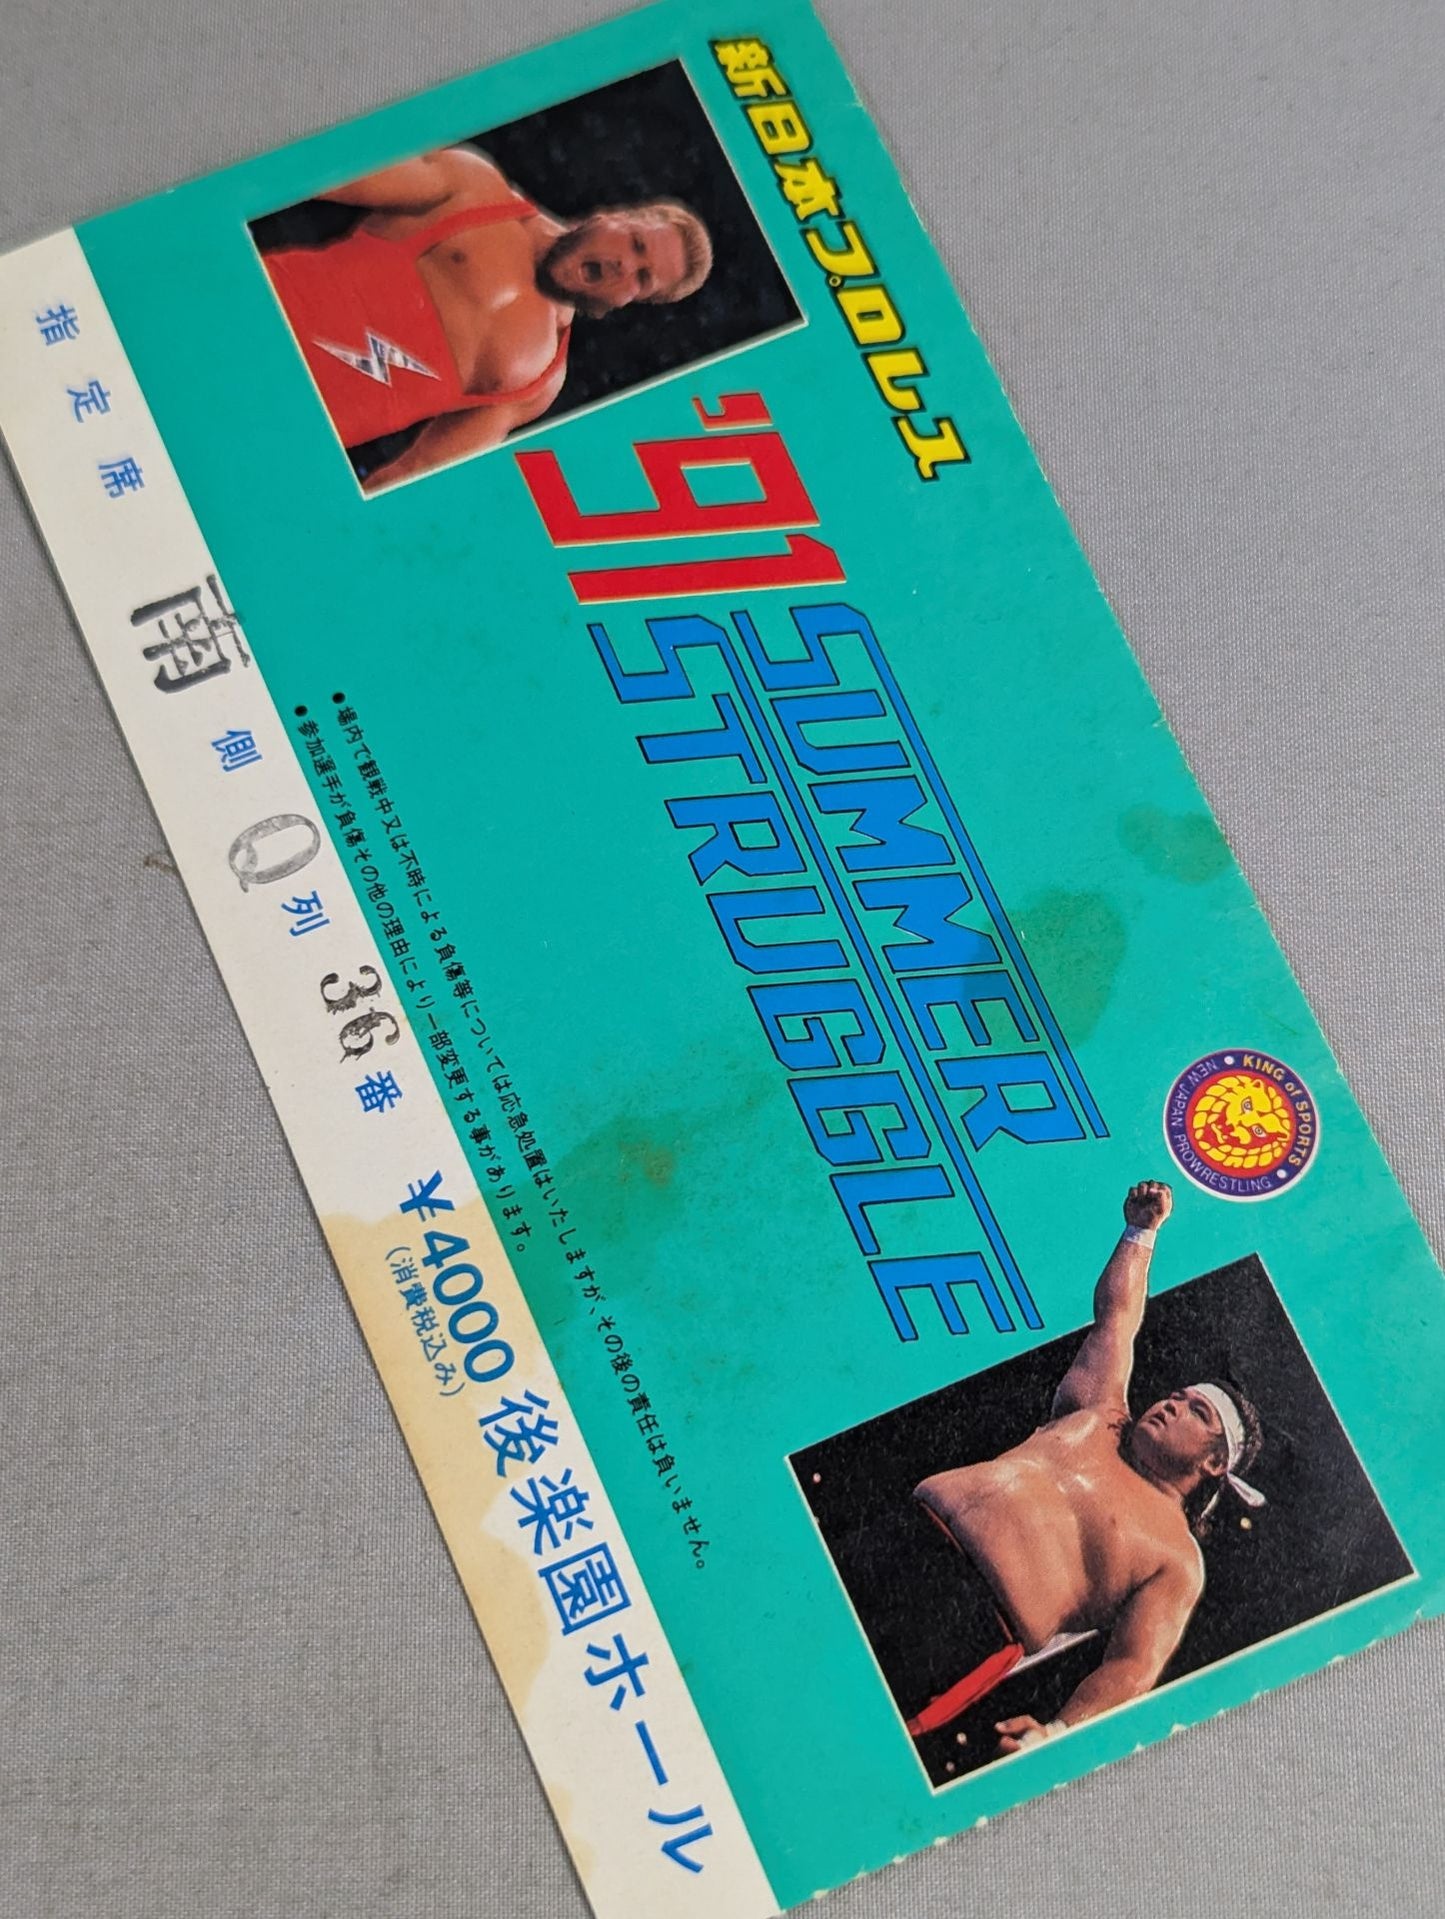 新日本プロレス
'91 SUMMER
STRUGGLE
KING of SPORTS
NEW JAPAN PROWRESTLING
●場内で観戦中又は不時による負傷等については応急処置はいたしますが、その後の責任は負いません。
●参加選手が負傷その他の理由により一部変更する事があります。
指定席 南側 Q列 36番 ¥4000 後楽園ホール
(消費税込み)